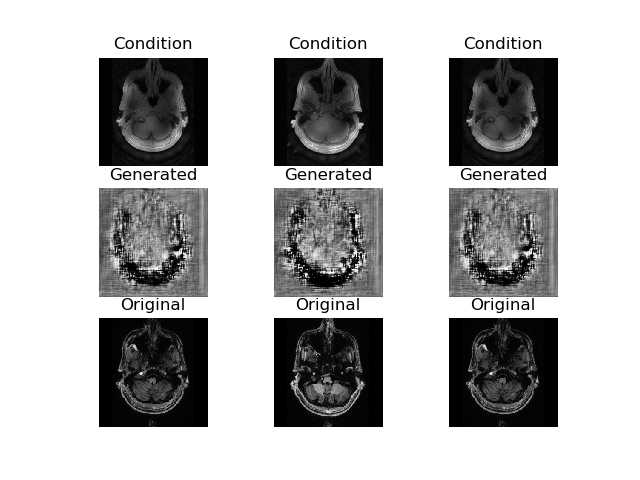 Condition Condition Condition
Generated Generated Generated
Original Original Original